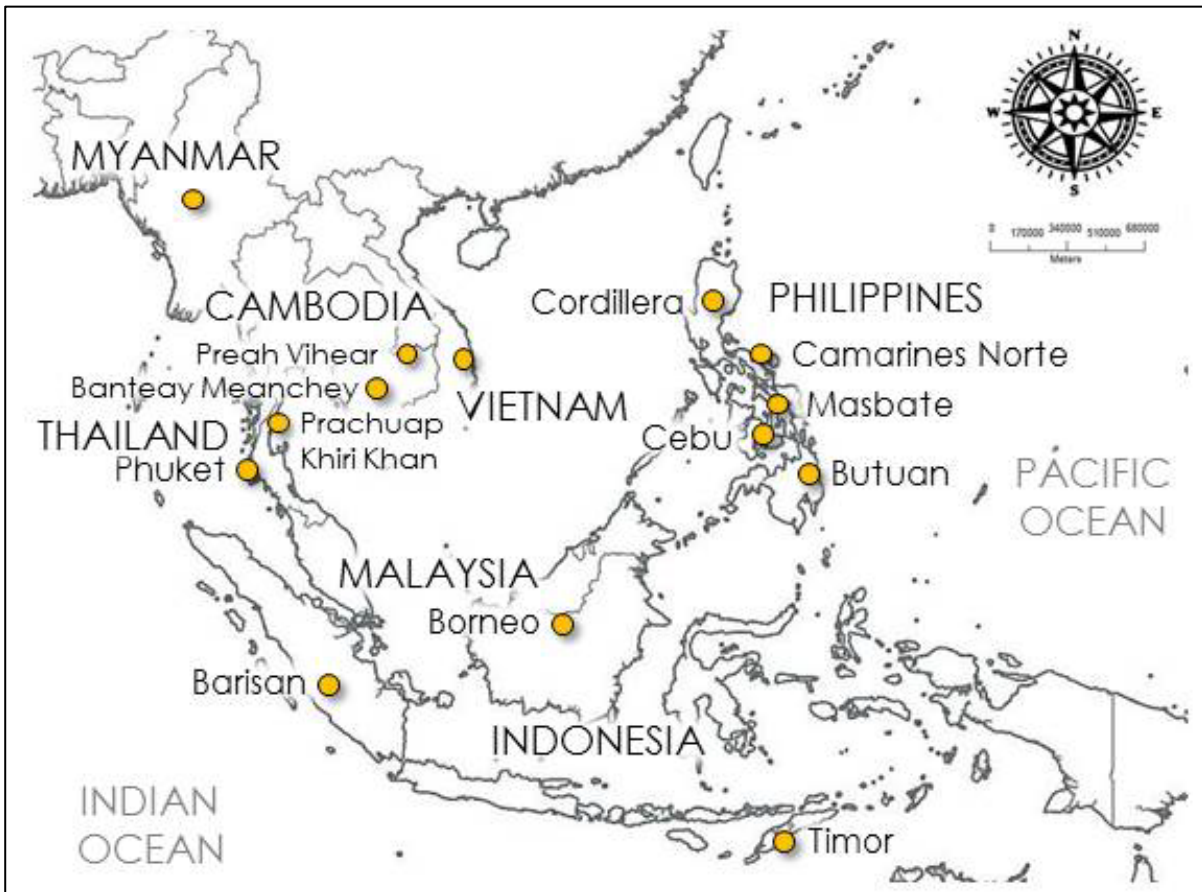 N
W
E
S
MYANMAR
0 170000 340000 510000 680000
Meters
CAMBODIA
Cordillera
PHILIPPINES
Preah Vihear
Camarines Norte
Banteay Meanchey
VIETNAM
Masbate
THAILAND
Prachuap
Khiri Khan
Cebu
Phuket
Butuan
PACIFIC
OCEAN
MALAYSIA
Borneo
Barisan
INDONESIA
INDIAN
OCEAN
Timor